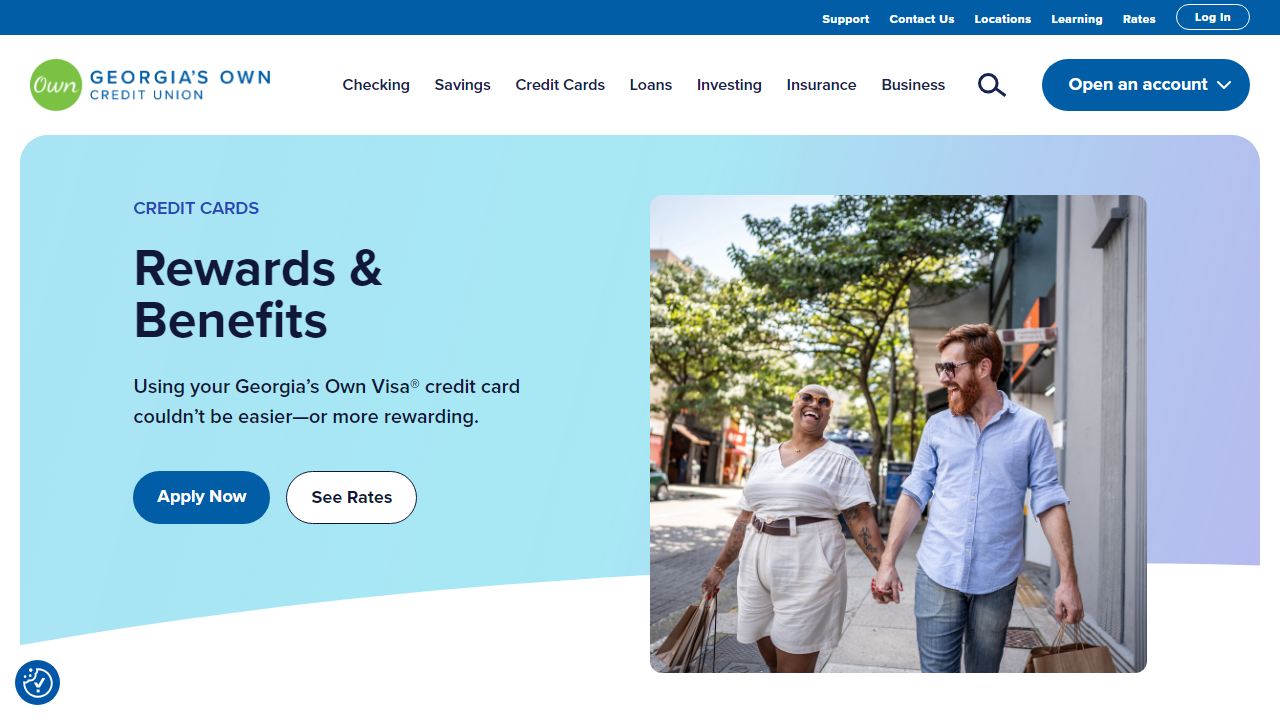 Support Contact Us Locations Learning Rates Log In
Own GEORGIA'S OWN
CREDIT UNION
Checking Savings Credit Cards Loans Investing Insurance Business Open an account
CREDIT CARDS
Rewards &
Benefits
Using your Georgia’s Own Visa® credit card
couldn’t be easier—or more rewarding.
Apply Now See Rates